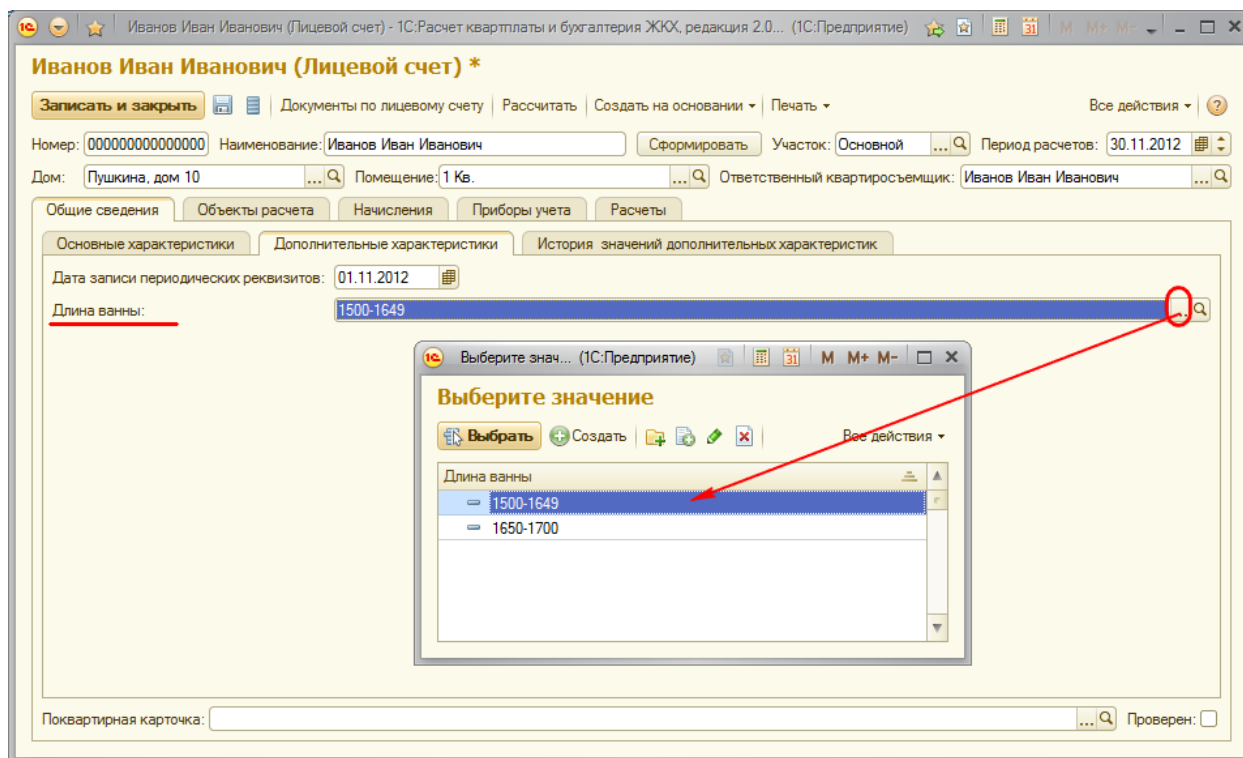 Иванов Иван Иванович (Лицевой счет) - 1С:Расчет квартплаты и бухгалтерия ЖКХ, редакция 2.0... (1С:Предприятие) 31 M M+ M-
Иванов Иван Иванович (Лицевой счет) *
Записать и закрыть Документы по лицевому счету Рассчитать Создать на основании Печать Все действия ?
Номер: 000000000000000 Наименование: Иванов Иван Иванович Сформировать Участок: Основной ... Период расчетов: 30.11.2012
Дом: Пушкина, дом 10 ... Помещение: 1 Кв. ... Ответственный квартиросъемщик: Иванов Иван Иванович ...
Общие сведения Объекты расчета Начисления Приборы учета Расчеты
Основные характеристики Дополнительные характеристики История значений дополнительных характеристик
Дата записи периодических реквизитов: 01.11.2012
Длина ванны: 1500-1649 ...
Выберите знач... (1С:Предприятие) 31 M M+ M-
Выберите значение
Выбрать Создать Все действия
Длина ванны
1500-1649
1650-1700
Поквартирная карточка: ... Проверен: